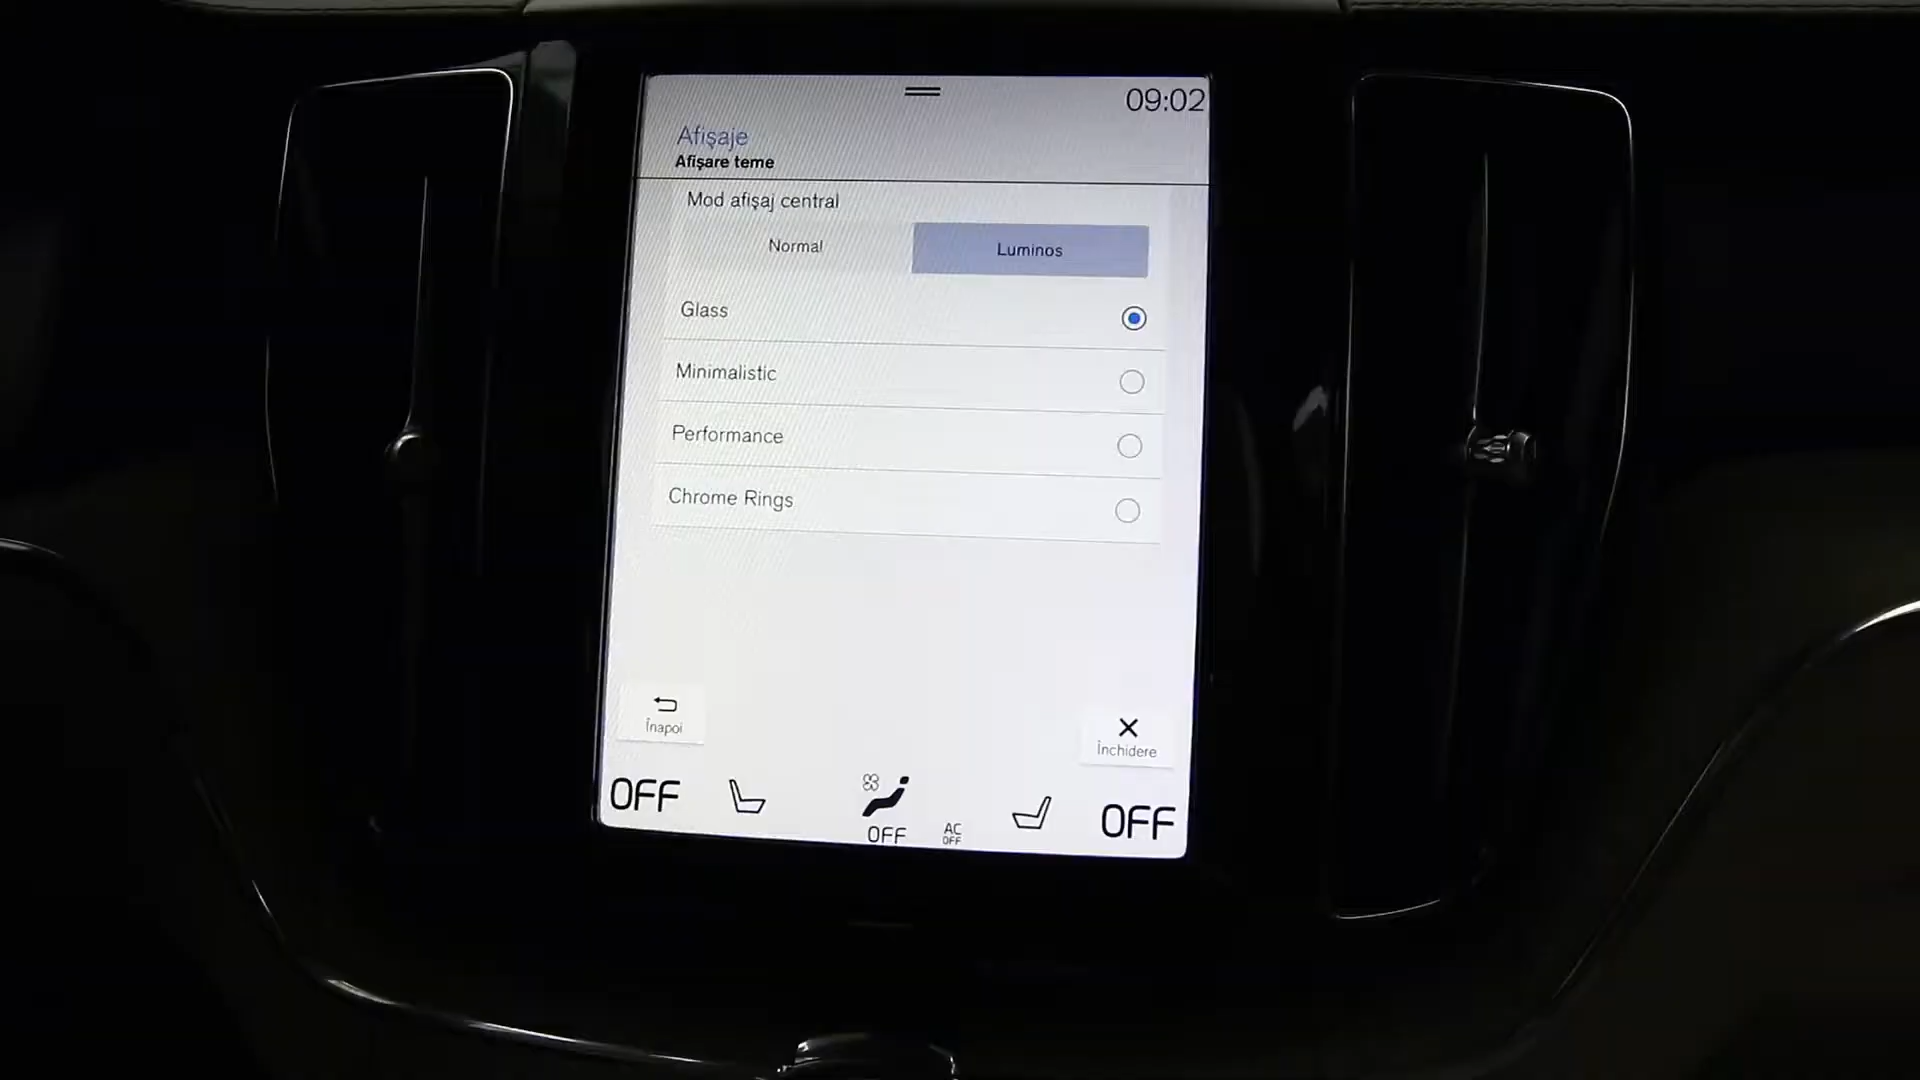 09:02
Afișaje
Afișare teme
Mod afișaj central
Normal
Luminos
Glass
Minimalistic
Performance
Chrome Rings
Înapoi
Închidere
OFF
OFF
AC
OFF
OFF